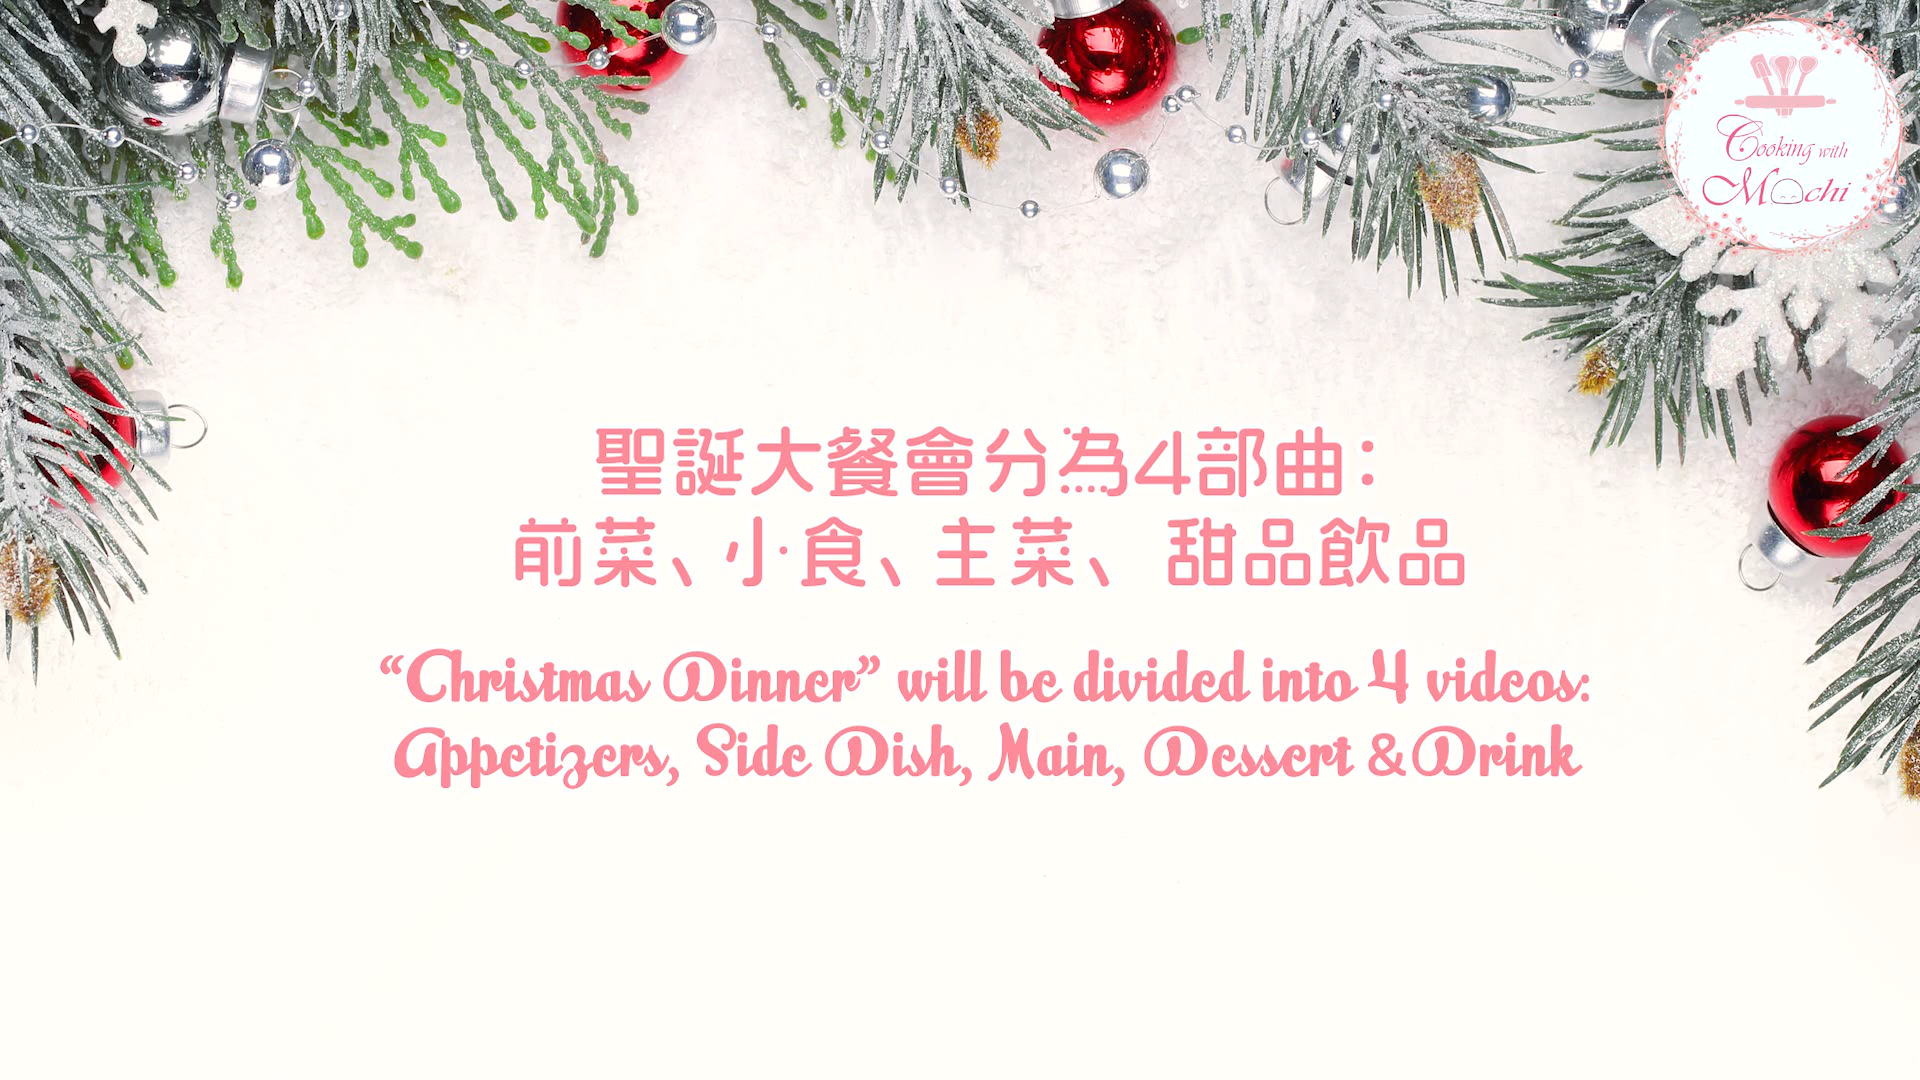 Cooking with
Mochi
聖誕大餐會分為4部曲：
前菜、小食、主菜、甜品飲品
“Christmas Dinner” will be divided into 4 videos:
Appetizers, Side Dish, Main, Dessert & Drink